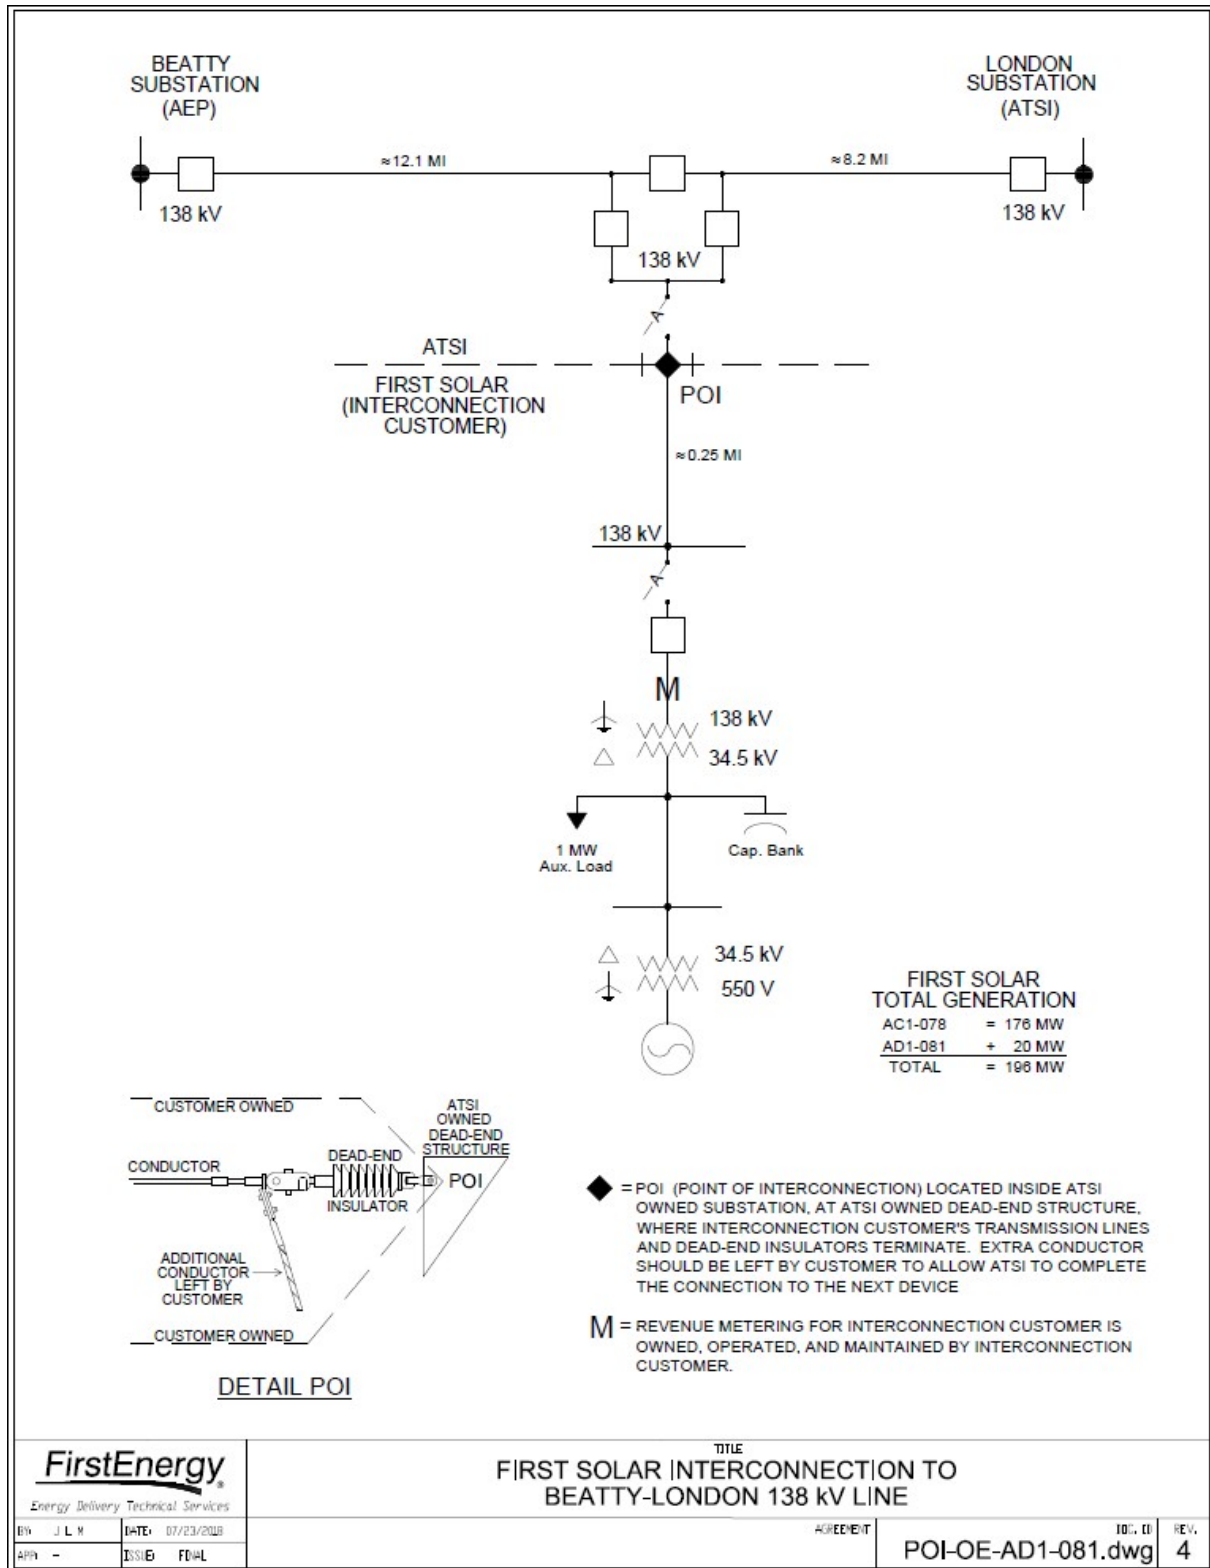 BEATTY
SUBSTATION
(AEP)
LONDON
SUBSTATION
(ATSI)
≈12.1 MI
≈8.2 MI
138 kV
138 kV
138 kV
A
ATSI
FIRST SOLAR
(INTERCONNECTION
CUSTOMER)
POI
≈0.25 MI
138 kV
A
M
138 kV
34.5 kV
1 MW
Aux. Load
Cap. Bank
34.5 kV
550 V
FIRST SOLAR
TOTAL GENERATION
AC1-078 = 176 MW
AD1-081 + 20 MW
TOTAL = 196 MW
CUSTOMER OWNED
ATSI
OWNED
DEAD-END
STRUCTURE
CONDUCTOR
DEAD-END
INSULATOR
POI
ADDITIONAL
CONDUCTOR
LEFT BY
CUSTOMER
CUSTOMER OWNED
DETAIL POI
= POI (POINT OF INTERCONNECTION) LOCATED INSIDE ATSI
OWNED SUBSTATION, AT ATSI OWNED DEAD-END STRUCTURE,
WHERE INTERCONNECTION CUSTOMER'S TRANSMISSION LINES
AND DEAD-END INSULATORS TERMINATE. EXTRA CONDUCTOR
SHOULD BE LEFT BY CUSTOMER TO ALLOW ATSI TO COMPLETE
THE CONNECTION TO THE NEXT DEVICE
M = REVENUE METERING FOR INTERCONNECTION CUSTOMER IS
OWNED, OPERATED, AND MAINTAINED BY INTERCONNECTION
CUSTOMER.
FirstEnergy®
Energy Delivery Technical Services
BY: J L M
DATE: 07/23/2018
APP: -
ISSUE: FINAL
TITLE
FIRST SOLAR INTERCONNECTION TO
BEATTY-LONDON 138 kV LINE
AGREEMENT
DOC. ID
POI-OE-AD1-081.dwg
REV.
4